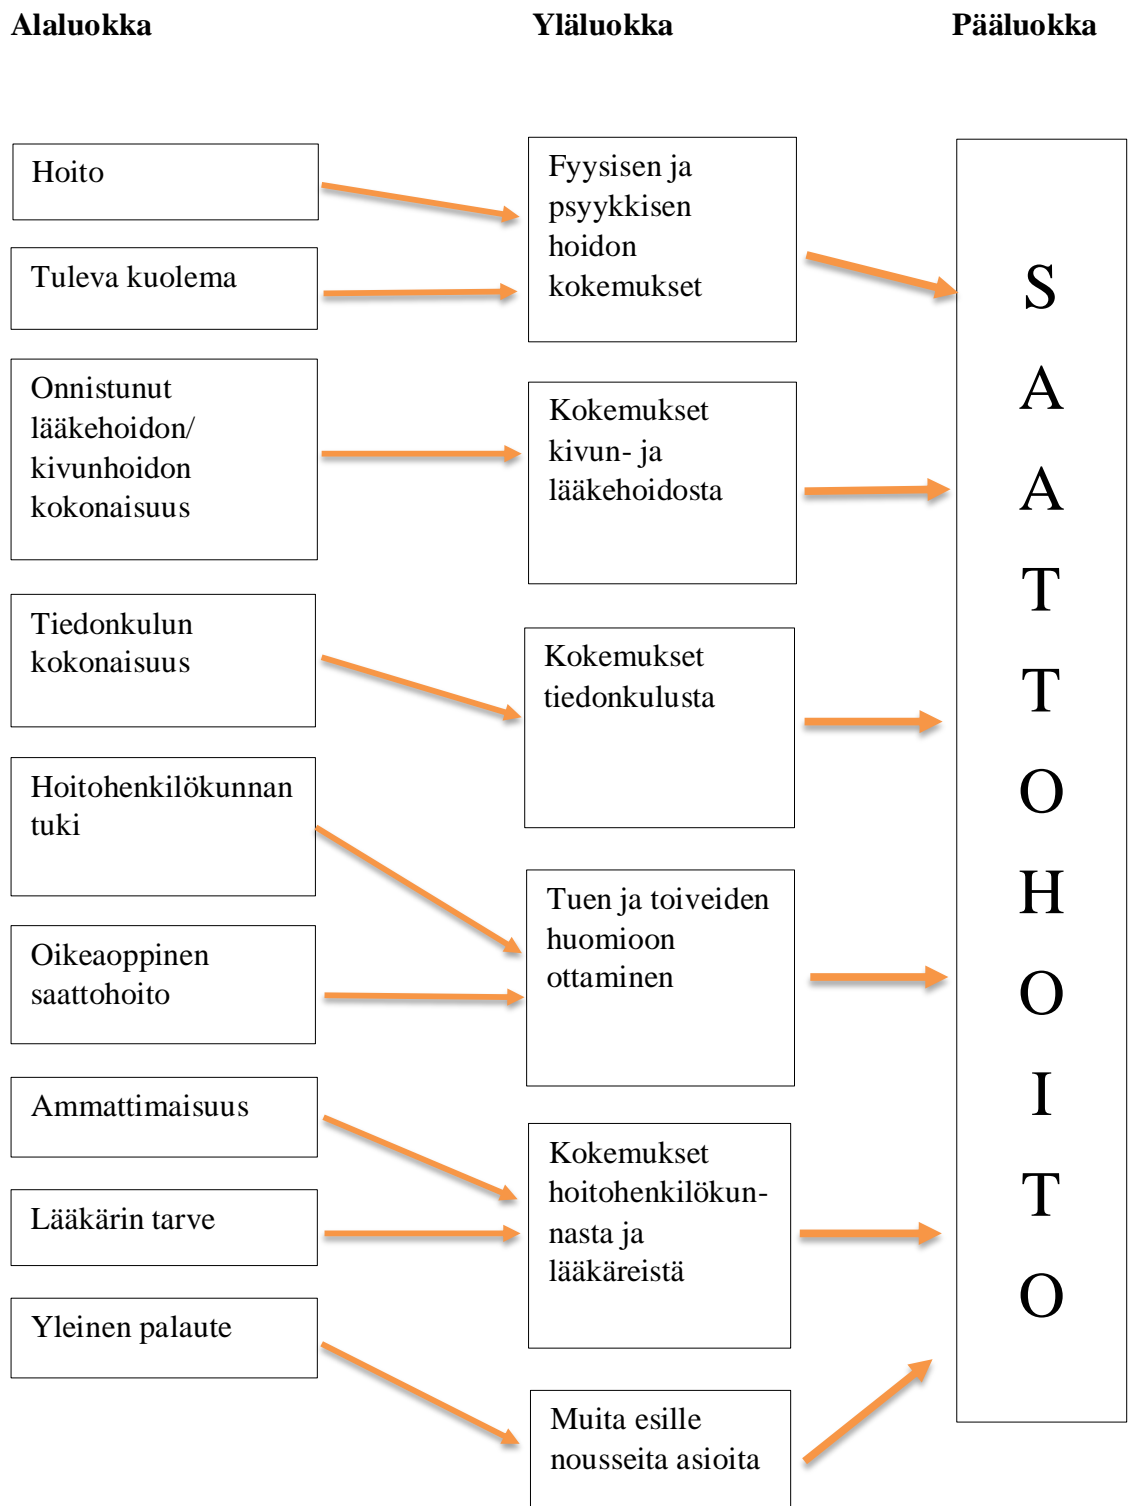 Alaluokka
Yläluokka
Pääluokka
Hoito
Tuleva kuolema
Onnistunut
lääkehoidon/
kivunhoidon
kokonaisuus
Tiedonkulun
kokonaisuus
Hoitohenkilökunnan
tuki
Oikeaoppinen
saattohoito
Ammattimaisuus
Lääkärin tarve
Yleinen palaute
Fyysisen ja
psyykkisen
hoidon
kokemukset
Kokemukset
kivun- ja
lääkehoidosta
Kokemukset
tiedonkulusta
Tuen ja toiveiden
huomioon
ottaminen
Kokemukset
hoitohenkilökun-
nasta ja
lääkäreistä
Muita esille
nousseita asioita
S
A
A
T
T
O
H
O
I
T
O